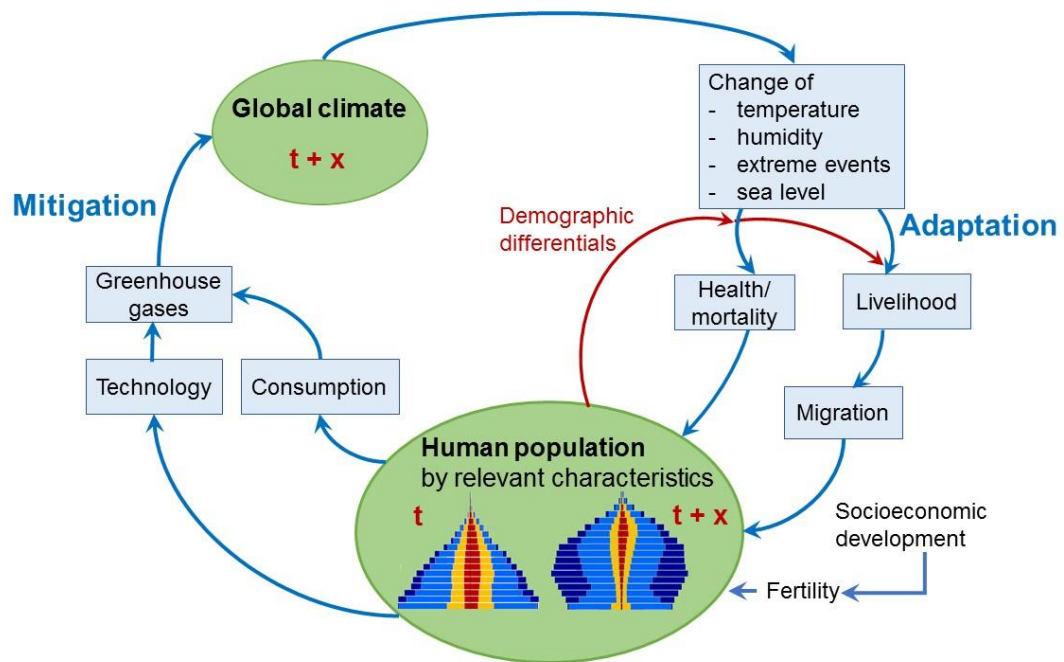 Global climate
t + x
Change of
- temperature
- humidity
- extreme events
- sea level
Mitigation
Demographic
differentials
Adaptation
Greenhouse
gases
Health/
mortality
Livelihood
Technology
Consumption
Migration
Human population
by relevant characteristics
t
t + x
Socioeconomic
development
Fertility